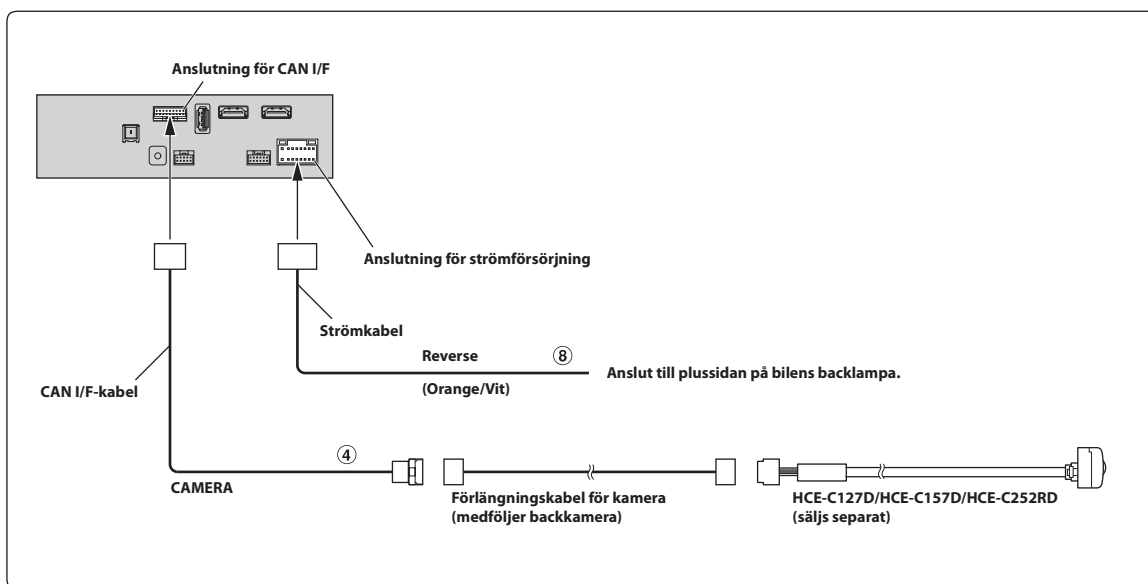 Anslutning för CAN I/F
Anslutning för strömförsörjning
Strömkabel
Reverse
⑧
(Orange/Vit)
Anslut till plussidan på bilens backlampa.
CAN I/F-kabel
④
CAMERA
Förlängningskabel för kamera
(medföljer backkamera)
HCE-C127D/HCE-C157D/HCE-C252RD
(säljs separat)